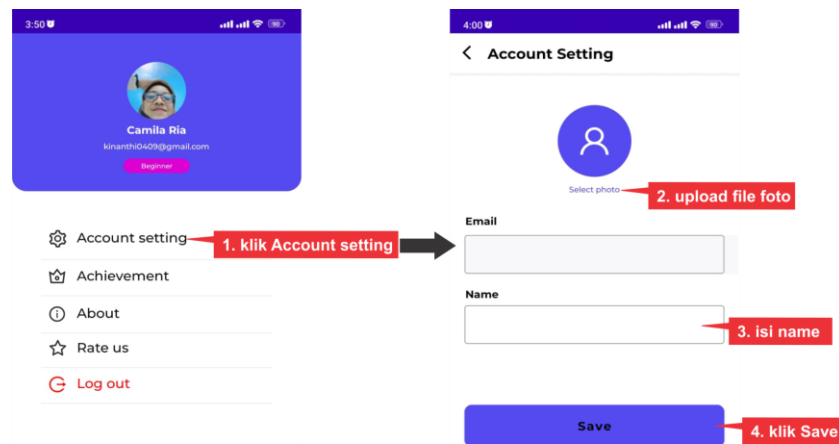 3:50
90
Camila Ria
kinanthi0409@gmail.com
Beginner
Account setting
1. klik Account setting
Achievement
About
Rate us
Log out
4:00
90
Account Setting
Select photo
2. upload file foto
Email
Name
3. isi name
Save
4. klik Save